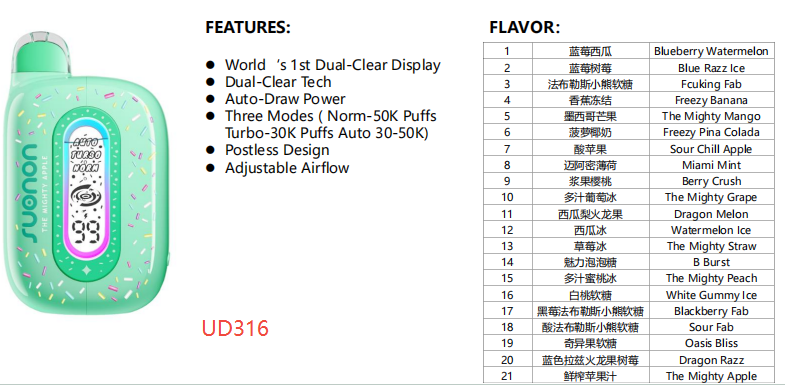 FEATURES:
● World‘s 1st Dual-Clear Display
● Dual-Clear Tech
● Auto-Draw Power
● Three Modes ( Norm-50K Puffs
Turbo-30K Puffs Auto 30-50K)
● Postless Design
● Adjustable Airflow
AUTO
TURBO
NORM
99
suonon
THE MIGHTY APPLE
UD316
FLAVOR:
1 蓝莓西瓜 Blueberry Watermelon
2 蓝莓树莓 Blue Razz Ice
3 法布勒斯小熊软糖 Fcuking Fab
4 香蕉冻结 Freezy Banana
5 墨西哥芒果 The Mighty Mango
6 菠萝椰奶 Freezy Pina Colada
7 酸苹果 Sour Chill Apple
8 迈阿密薄荷 Miami Mint
9 浆果樱桃 Berry Crush
10 多汁葡萄冰 The Mighty Grape
11 西瓜梨火龙果 Dragon Melon
12 西瓜冰 Watermelon Ice
13 草莓冰 The Mighty Straw
14 魅力泡泡糖 B Burst
15 多汁蜜桃冰 The Mighty Peach
16 白桃软糖 White Gummy Ice
17 黑莓法布勒斯小熊软糖 Blackberry Fab
18 酸法布勒斯小熊软糖 Sour Fab
19 奇异果软糖 Oasis Bliss
20 蓝色拉兹火龙果树莓 Dragon Razz
21 鲜榨苹果汁 The Mighty Apple